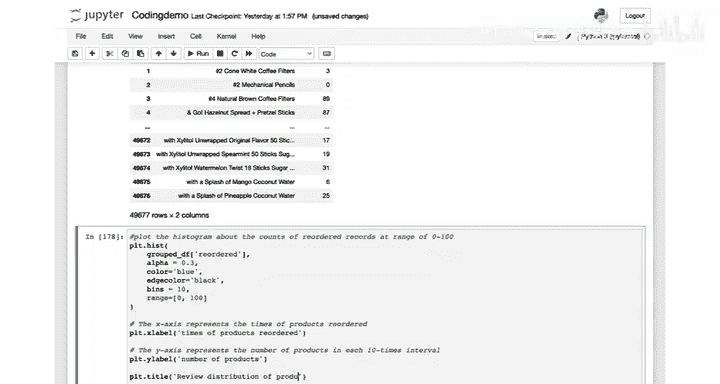 jupyter Codingdemo Last Checkpoint: Yesterday at 1:57 PM (unsaved changes)
Logout
File Edit View Insert Cell Kernel Help
Run Code
1 #2 Cone White Coffee Filters 3
2 #2 Mechanical Pencils 0
3 #4 Natural Brown Coffee Filters 89
4 & Go! Hazelnut Spread + Pretzel Sticks 87
... ... ...
49672 with Xylitol Unwrapped Original Flavor 50 Stic... 17
49673 with Xylitol Unwrapped Spearmint 50 Sticks Sug... 19
49674 with Xylitol Watermelon Twist 18 Sticks Sugar ... 31
49675 with a Splash of Mango Coconut Water 6
49676 with a Splash of Pineapple Coconut Water 25
49677 rows × 2 columns
In [178]: #plot the histogram about the counts of reordered records at range of 0-100
plt.hist(
grouped_df['reordered'],
alpha = 0.3,
color='blue',
edgecolor='black',
bins = 10,
range=[0, 100]
)
# The x-axis represents the times of products reordered
plt.xlabel('times of products reordered')
# The y-axis represents the number of products in each 10-times interval
plt.ylabel('number of products')
plt.title('Review distribution of produ')